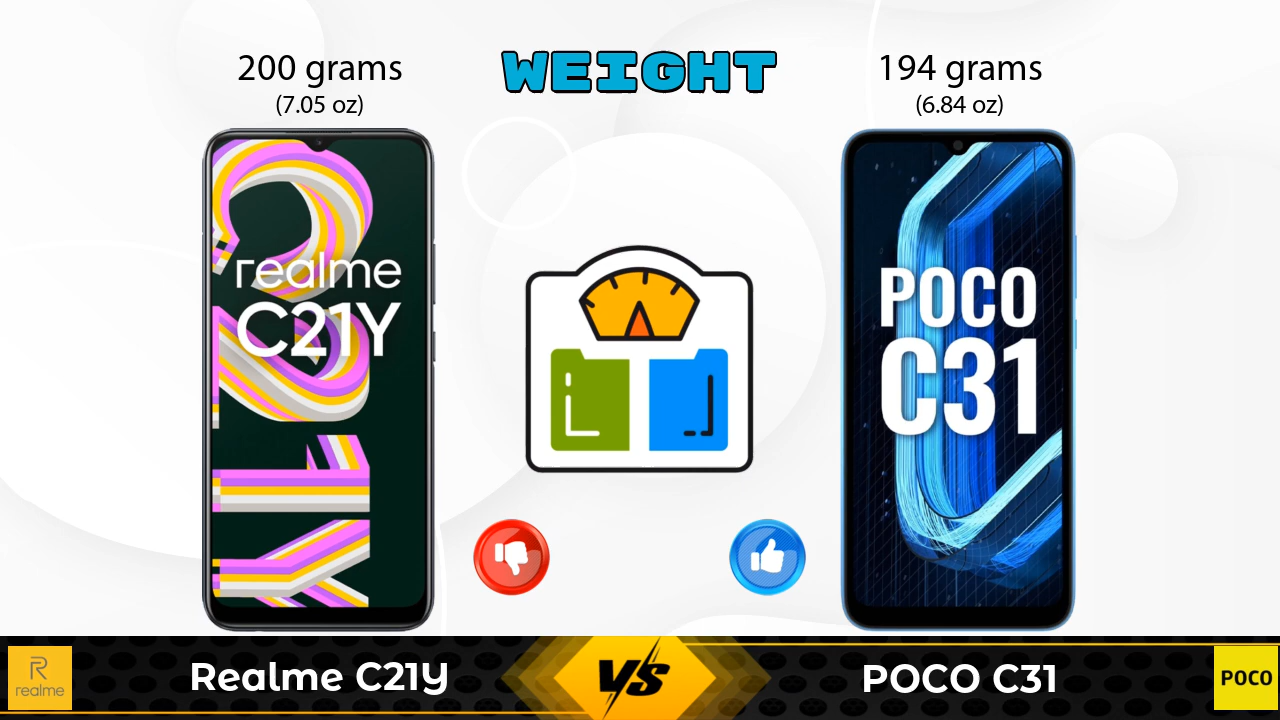 200 grams
(7.05 oz)
WEIGHT
194 grams
(6.84 oz)
realme
C21Y
C21Y
POCO
C31
R
realme
Realme C21Y
VS
POCO C31
POCO